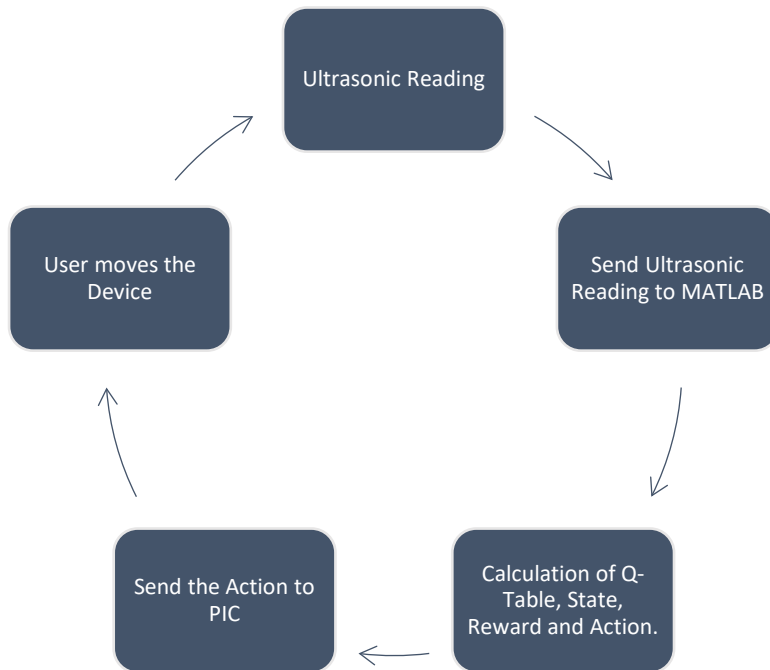 Ultrasonic Reading
Send Ultrasonic
Reading to MATLAB
Calculation of Q-
Table, State,
Reward and Action.
Send the Action to
PIC
User moves the
Device